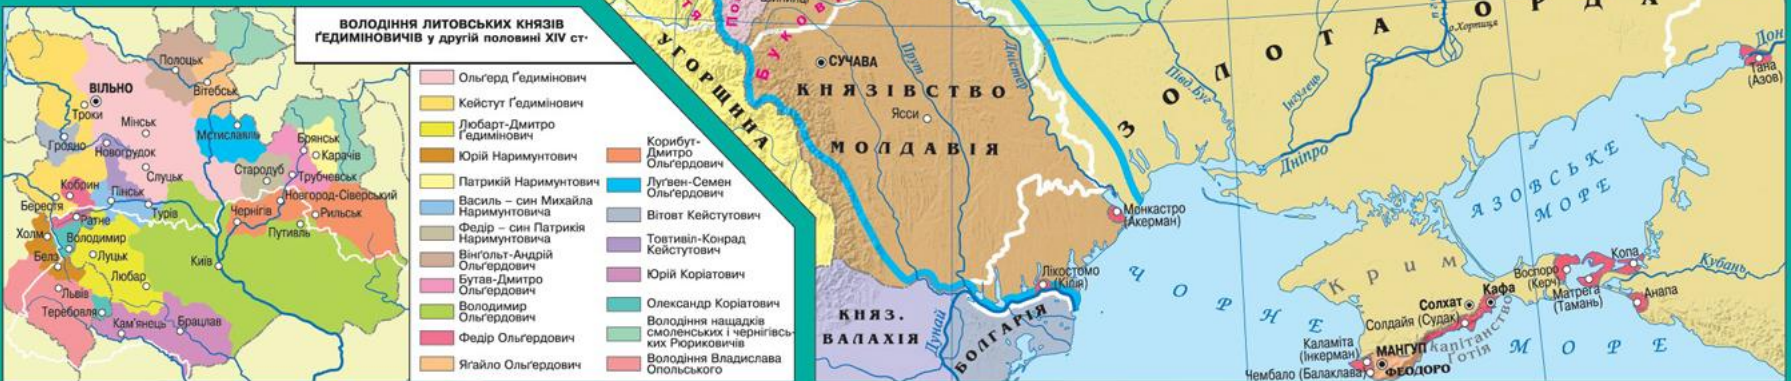 ВОЛОДІННЯ ЛИТОВСЬКИХ КНЯЗІВ
ҐЕДИМІНОВИЧІВ у другій половині XIV ст.
Ольґерд Ґедимінович
Кейстут Ґедимінович
Любарт-Дмитро
Ґедимінович
Юрій Наримунтович
Патрикій Наримунтович
Василь – син Михайла
Наримунтовича
Федір – син Патрикія
Наримунтовича
Вінґольт-Андрій
Ольґердович
Бутав-Дмитро
Ольґердович
Володимир
Ольґердович
Федір Ольґердович
Яґайло Ольґердович
Корибут-
Дмитро
Ольґердович
Луґвен-Семен
Ольґердович
Вітовт Кейстутович
Товтивіл-Конрад
Кейстутович
Юрій Коріатович
Олександр Коріатович
Володіння нащадків
смоленських і чернігівсь-
ких Рюриковичів
Володіння Владислава
Опольського
Полоцьк
Вітебськ
ВІЛЬНО
Троки
Мінськ
Мстиславль
Гродно
Новогрудок
Брянськ
Карачів
Слуцьк
Стародуб
Трубчевськ
Кобрин
Пінськ
Новгород-Сіверський
Берестя
Турів
Чернігів
Рильськ
Ратне
Путивль
Холм
Володимир
Белз
Луцьк
Київ
Любар
Львів
Теребовля
Кам'янець
Брацлав
УГОРЩИНА
СУЧАВА
КНЯЗІВСТВО
Ясси
МОЛДАВІЯ
Прут
Дністер
Півд.Буг
Інгулець
о.Хортиця
ЗОЛОТА ОРДА
Дон
Тана
(Азов)
Дніпро
АЗОВСЬКЕ
МОРЕ
Монкастро
(Акерман)
Лікостомо
(Кілія)
КНЯЗ.
ВАЛАХІЯ
Дунай
БОЛГАРІЯ
ЧОРНЕ МОРЕ
Крим
Воспоро
(Керч)
Копа
Кубань
Матрега
(Тамань)
Анапа
Кафа
Солхат
Солдайя (Судак)
капітанство
Готія
Каламіта
(Інкерман)
МАНГУП
ФЕОДОРО
Чембало (Балаклава)